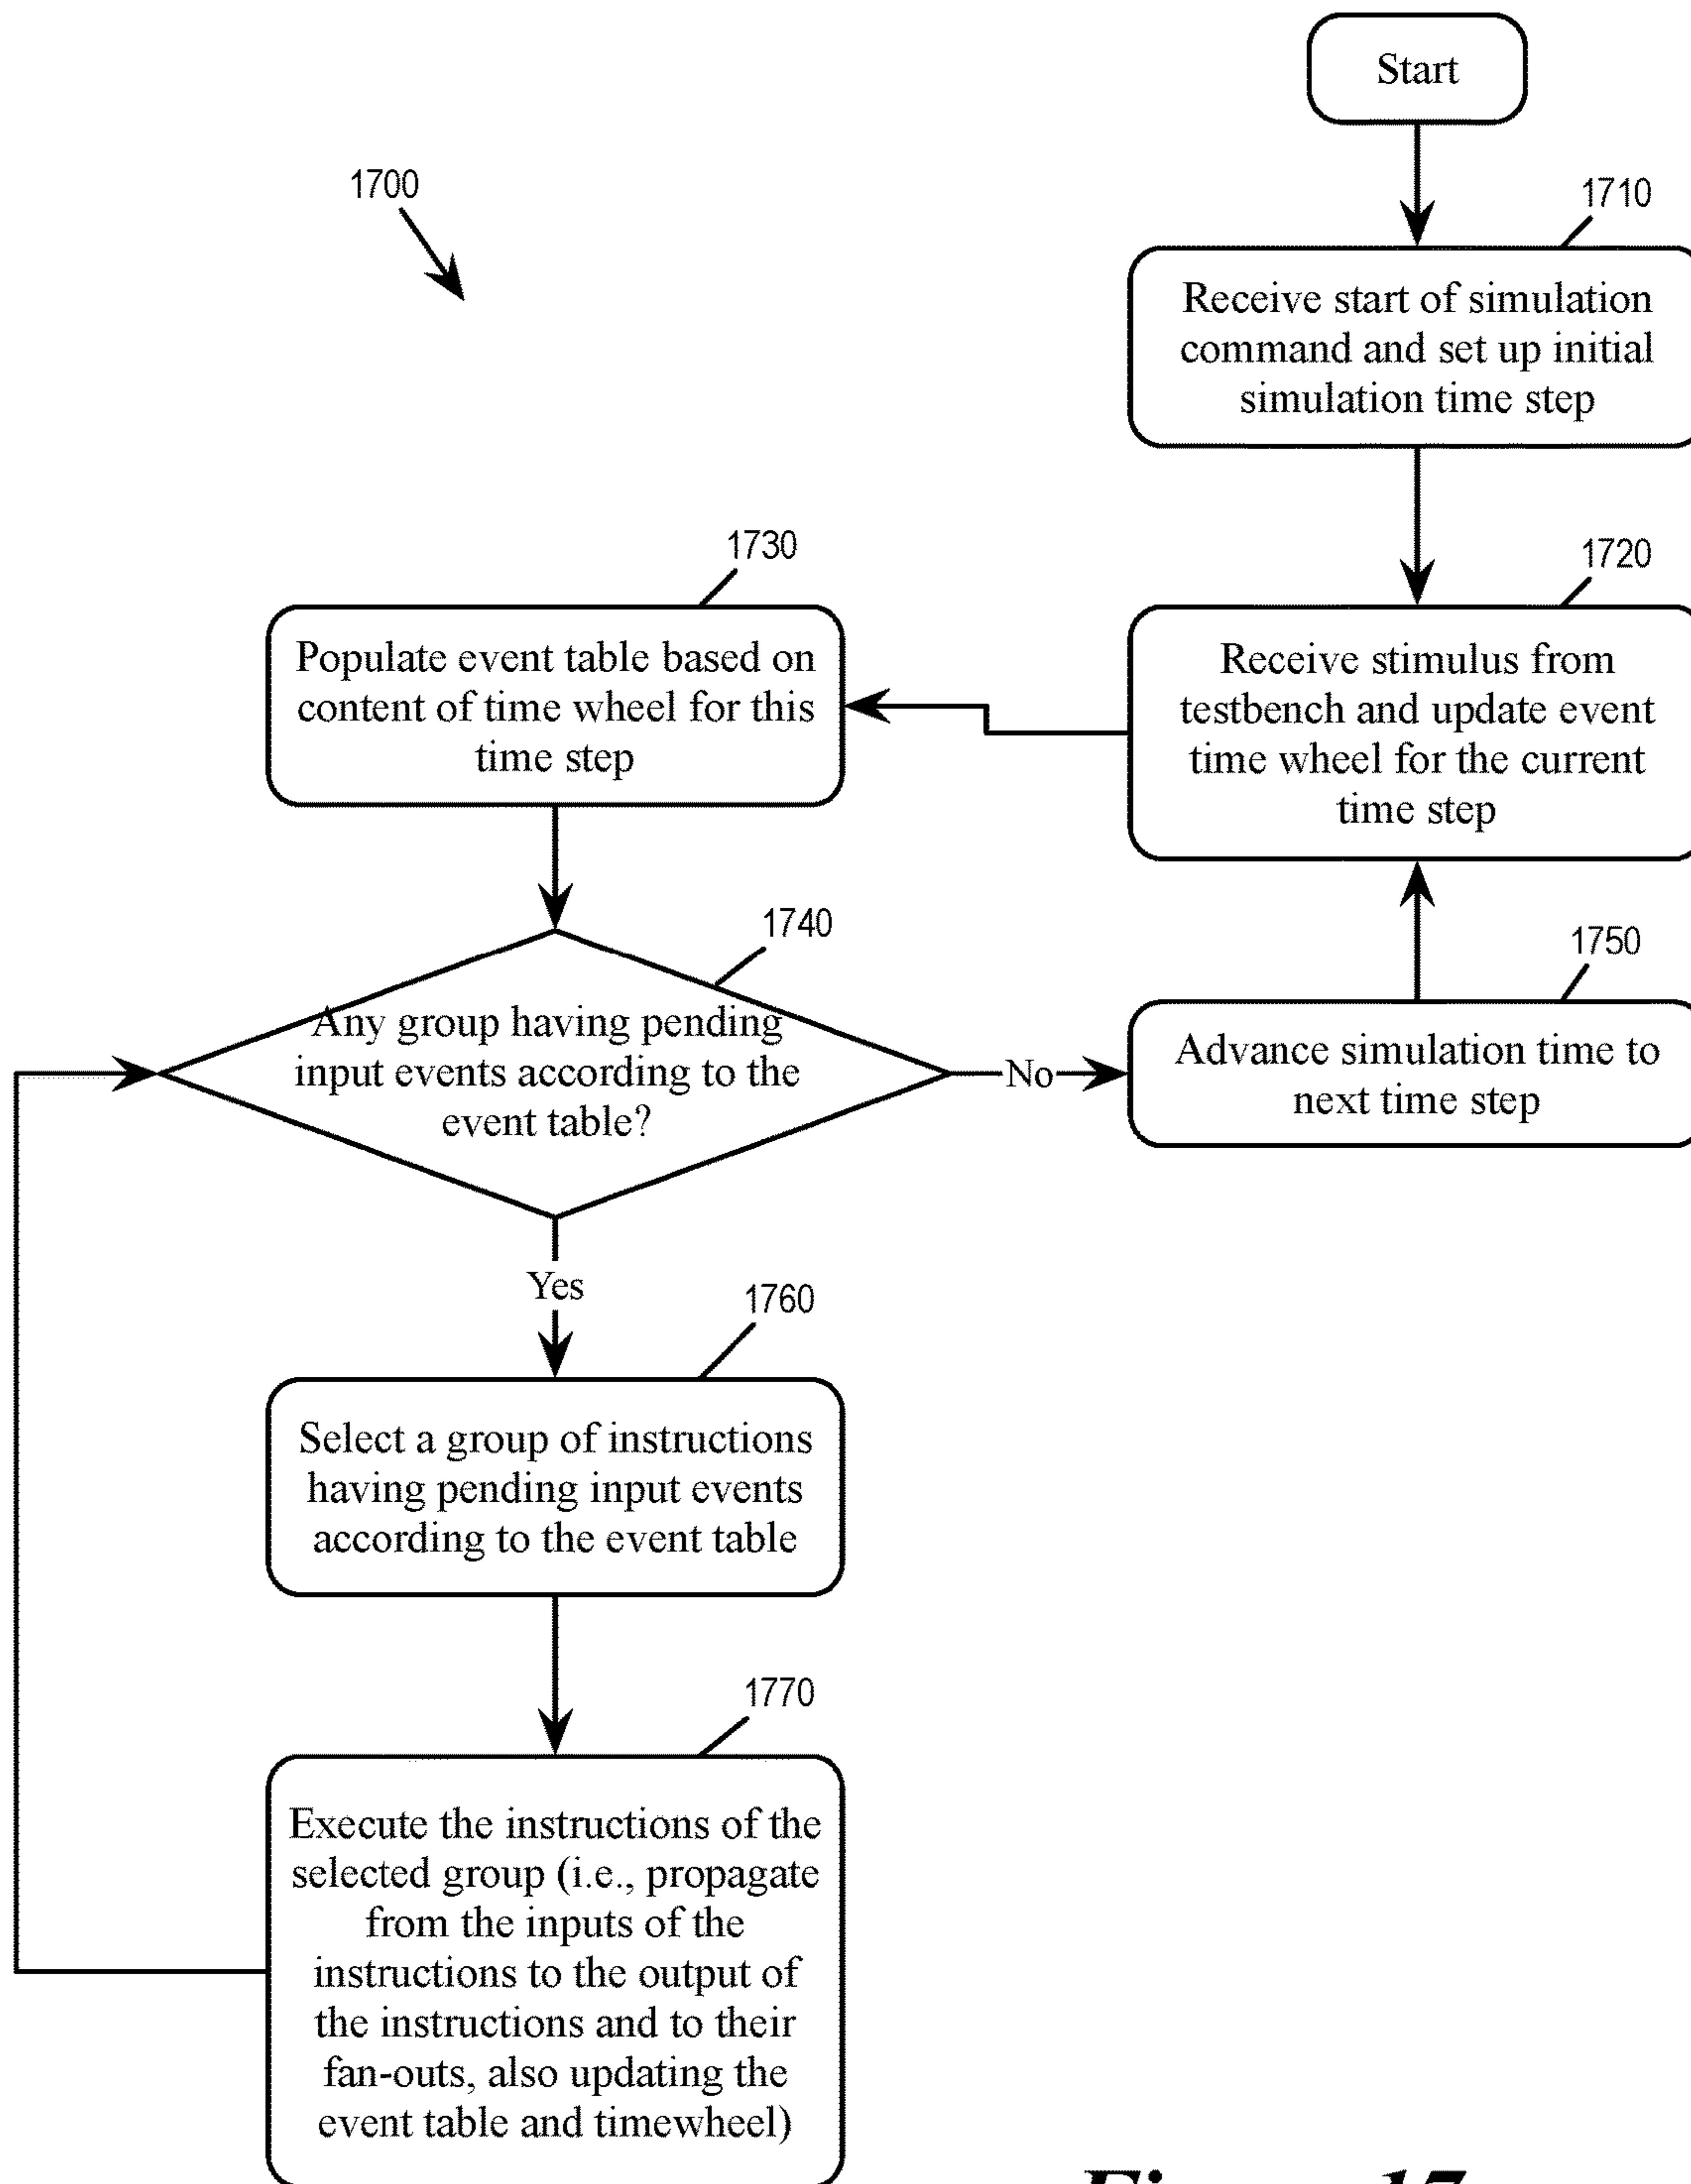 Start
1700
1710
Receive start of simulation
command and set up initial
simulation time step
1720
Receive stimulus from
testbench and update event
time wheel for the current
time step
1730
Populate event table based on
content of time wheel for this
time step
1740
Any group having pending
input events according to the
event table?
No
1750
Advance simulation time to
next time step
Yes
1760
Select a group of instructions
having pending input events
according to the event table
1770
Execute the instructions of the
selected group (i.e., propagate
from the inputs of the
instructions to the output of
the instructions and to their
fan-outs, also updating the
event table and timewheel)